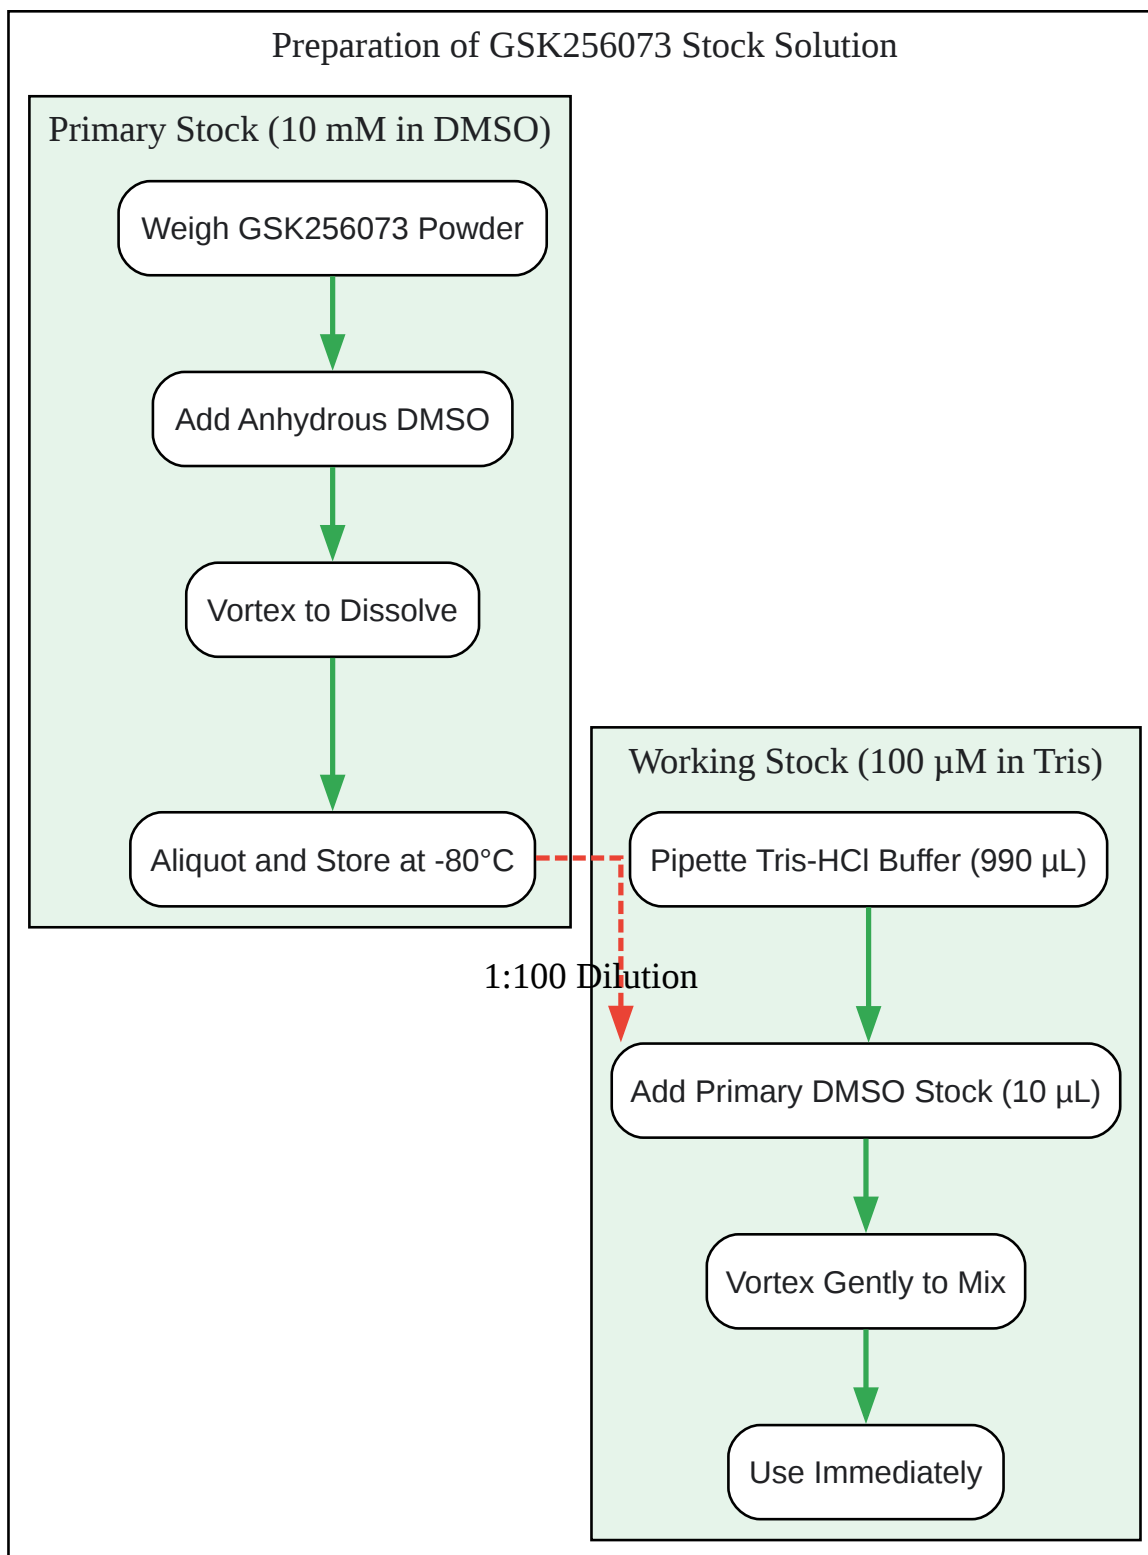 Preparation of GSK256073 Stock Solution
Primary Stock (10 mM in DMSO)
Weigh GSK256073 Powder
Add Anhydrous DMSO
Vortex to Dissolve
Aliquot and Store at -80°C
1:100 Dilution
Working Stock (100 µM in Tris)
Pipette Tris-HCl Buffer (990 µL)
Add Primary DMSO Stock (10 µL)
Vortex Gently to Mix
Use Immediately